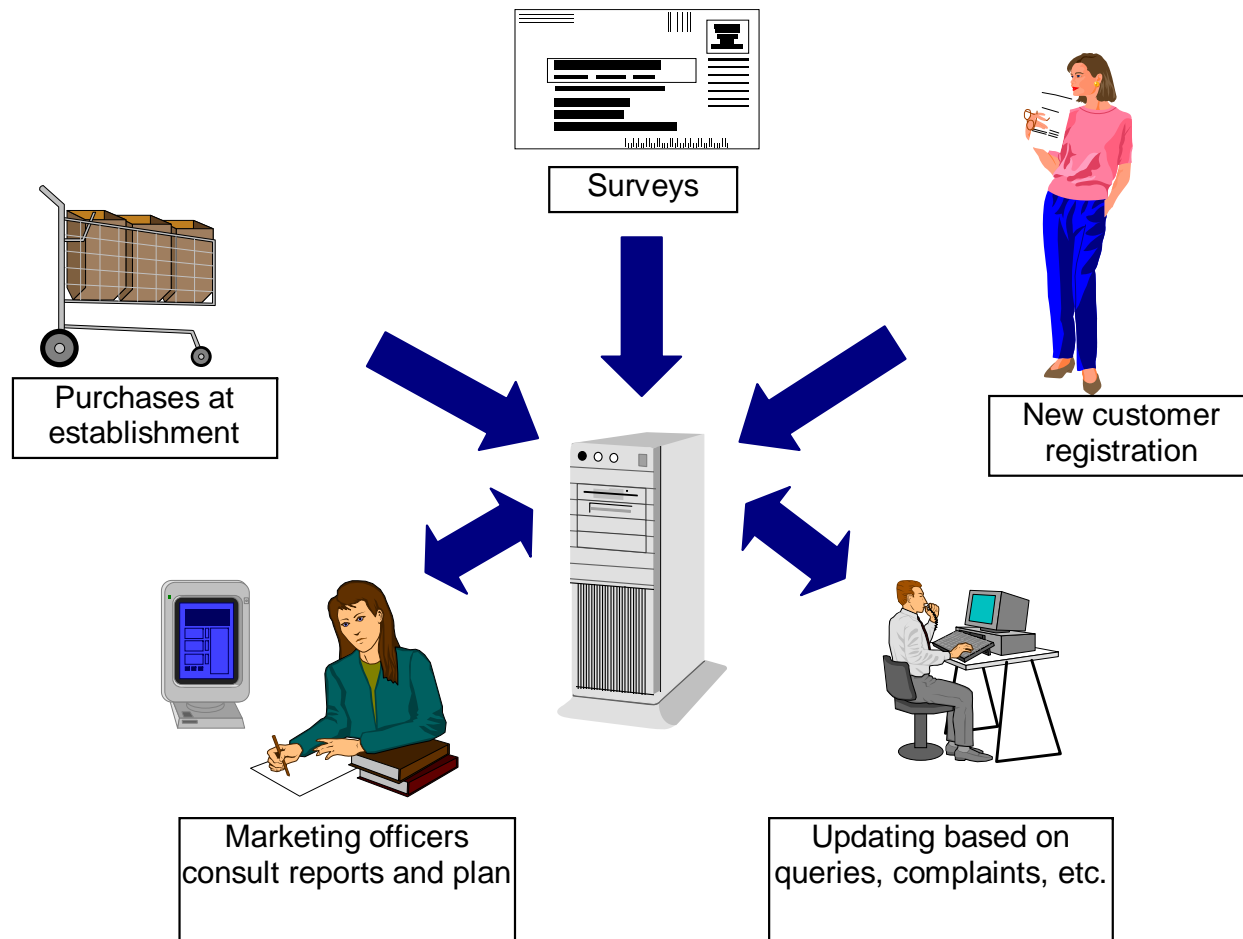 Surveys
Purchases at
establishment
New customer
registration
Marketing officers
consult reports and plan
Updating based on
queries, complaints, etc.